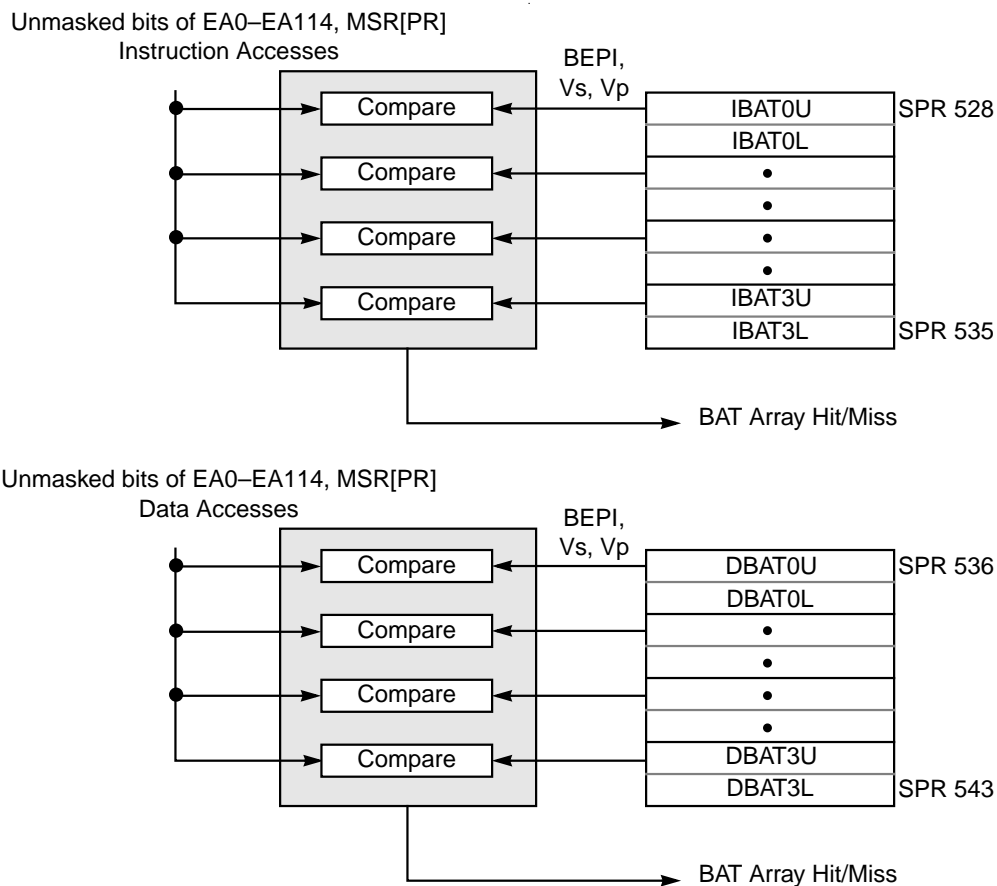 Unmasked bits of EA0–EA114, MSR[PR]
Instruction Accesses
BEPI,
Vs, Vp
Compare
IBAT0U
SPR 528
IBAT0L
Compare
Compare
Compare
IBAT3U
IBAT3L
SPR 535
BAT Array Hit/Miss
Unmasked bits of EA0–EA114, MSR[PR]
Data Accesses
BEPI,
Vs, Vp
Compare
DBAT0U
SPR 536
DBAT0L
Compare
Compare
Compare
DBAT3U
DBAT3L
SPR 543
BAT Array Hit/Miss